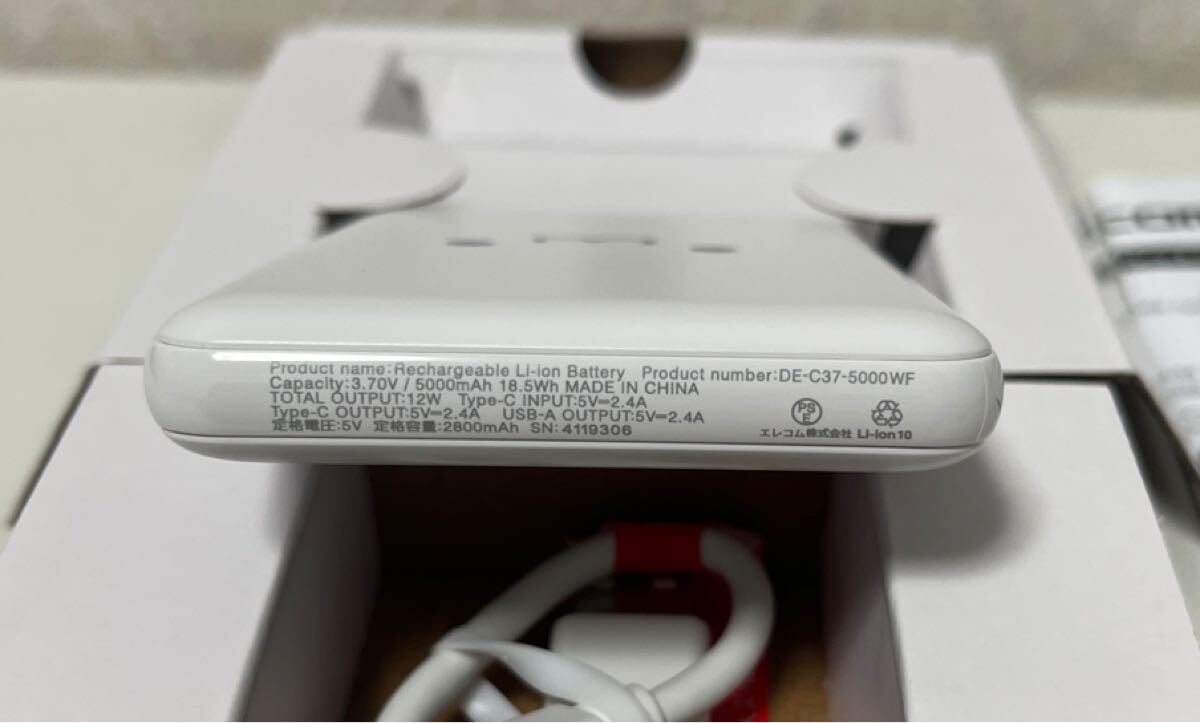 Product name:Rechargeable Li-ion Battery Product number:DE-C37-5000WF
Capacity:3.70V / 5000mAh 18.5Wh MADE IN CHINA
TOTAL OUTPUT:12W Type-C INPUT:5V⎓2.4A
Type-C OUTPUT:5V⎓2.4A USB-A OUTPUT:5V⎓2.4A
定格電圧:5V 定格容量:2800mAh SN: 4119306
PS
E
エレコム株式会社 Li-ion10